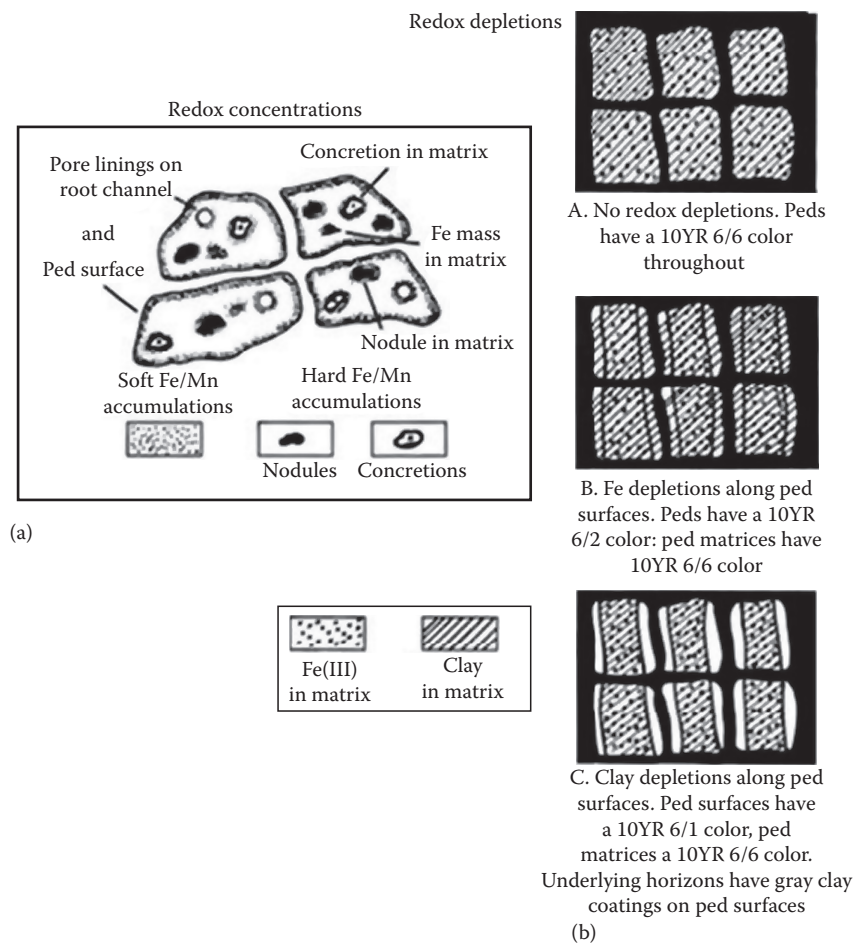 Redox concentrations
Pore linings on
root channel
and
Ped surface
Concretion in matrix
Fe mass
in matrix
Nodule in matrix
Soft Fe/Mn
accumulations
Hard Fe/Mn
accumulations
Nodules
Concretions
(a)
Fe(III)
in matrix
Clay
in matrix
Redox depletions
A. No redox depletions. Peds
have a 10YR 6/6 color
throughout
B. Fe depletions along ped
surfaces. Peds have a 10YR
6/2 color: ped matrices have
10YR 6/6 color
C. Clay depletions along ped
surfaces. Ped surfaces have
a 10YR 6/1 color, ped
matrices a 10YR 6/6 color.
Underlying horizons have gray clay
coatings on ped surfaces
(b)